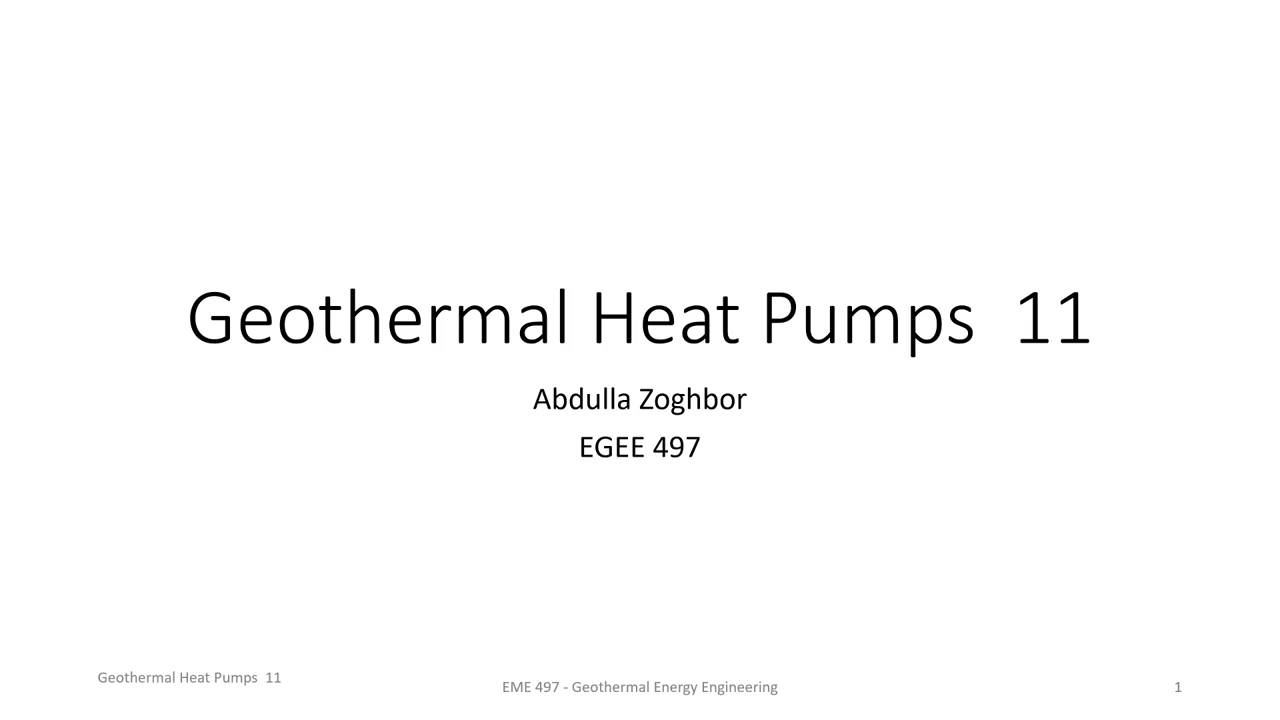 Geothermal Heat Pumps  11
Abdulla Zoghbor
EGEE 497
Geothermal Heat Pumps  11
EME 497 - Geothermal Energy Engineering
1